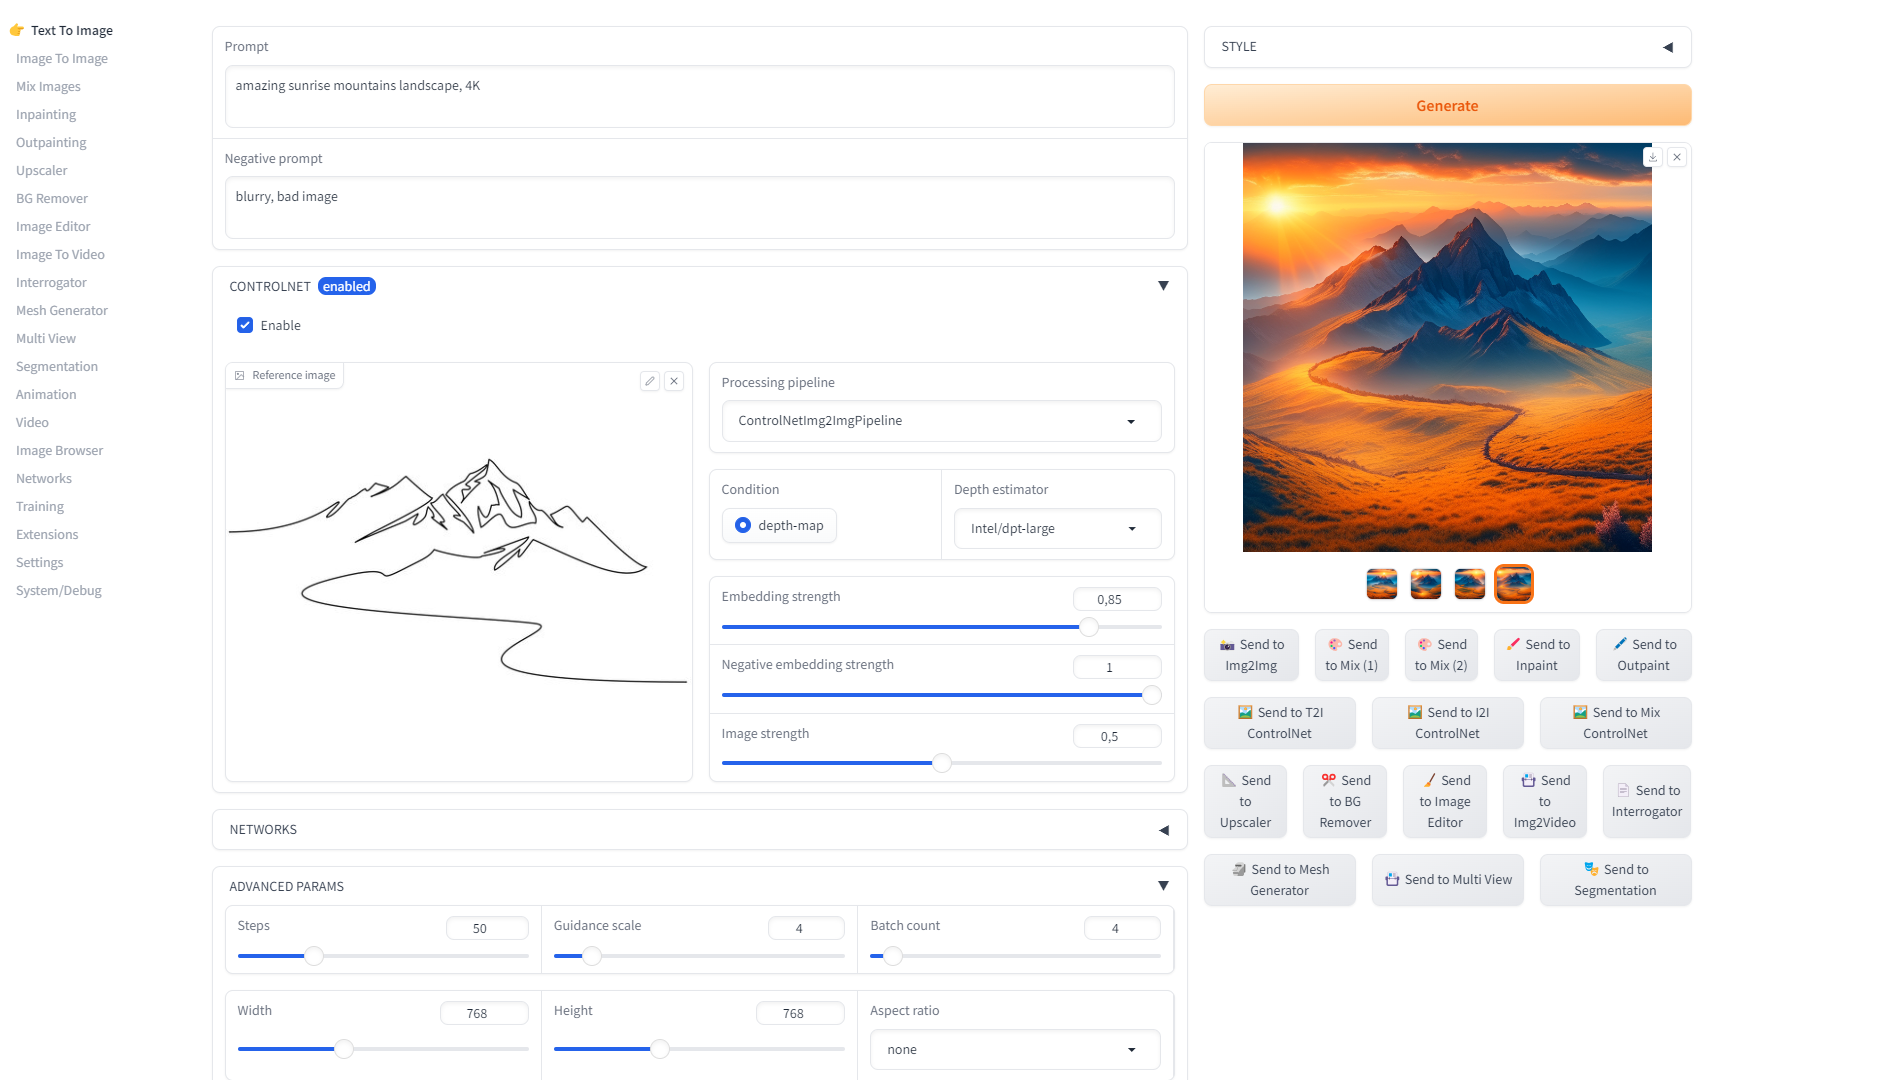 👉 Text To Image
Image To Image
Mix Images
Inpainting
Outpainting
Upscaler
BG Remover
Image Editor
Image To Video
Interrogator
Mesh Generator
Multi View
Segmentation
Animation
Video
Image Browser
Networks
Training
Extensions
Settings
System/Debug
Prompt
amazing sunrise mountains landscape, 4K
Negative prompt
blurry, bad image
CONTROLNET enabled
Enable
Reference image
Processing pipeline
ControlNetImg2ImgPipeline
Condition
depth-map
Depth estimator
Intel/dpt-large
Embedding strength 0,85
Negative embedding strength 1
Image strength 0,5
NETWORKS
ADVANCED PARAMS
Steps 50
Guidance scale 4
Batch count 4
Width 768
Height 768
Aspect ratio
none
STYLE
Generate
Send to
Img2Img
Send
to Mix (1)
Send
to Mix (2)
Send to
Inpaint
Send to
Outpaint
Send to T2I
ControlNet
Send to I2I
ControlNet
Send to Mix
ControlNet
Send
to
Upscaler
Send
to BG
Remover
Send
to Image
Editor
Send
to
Img2Video
Send to
Interrogator
Send to Mesh
Generator
Send to Multi View
Send to
Segmentation